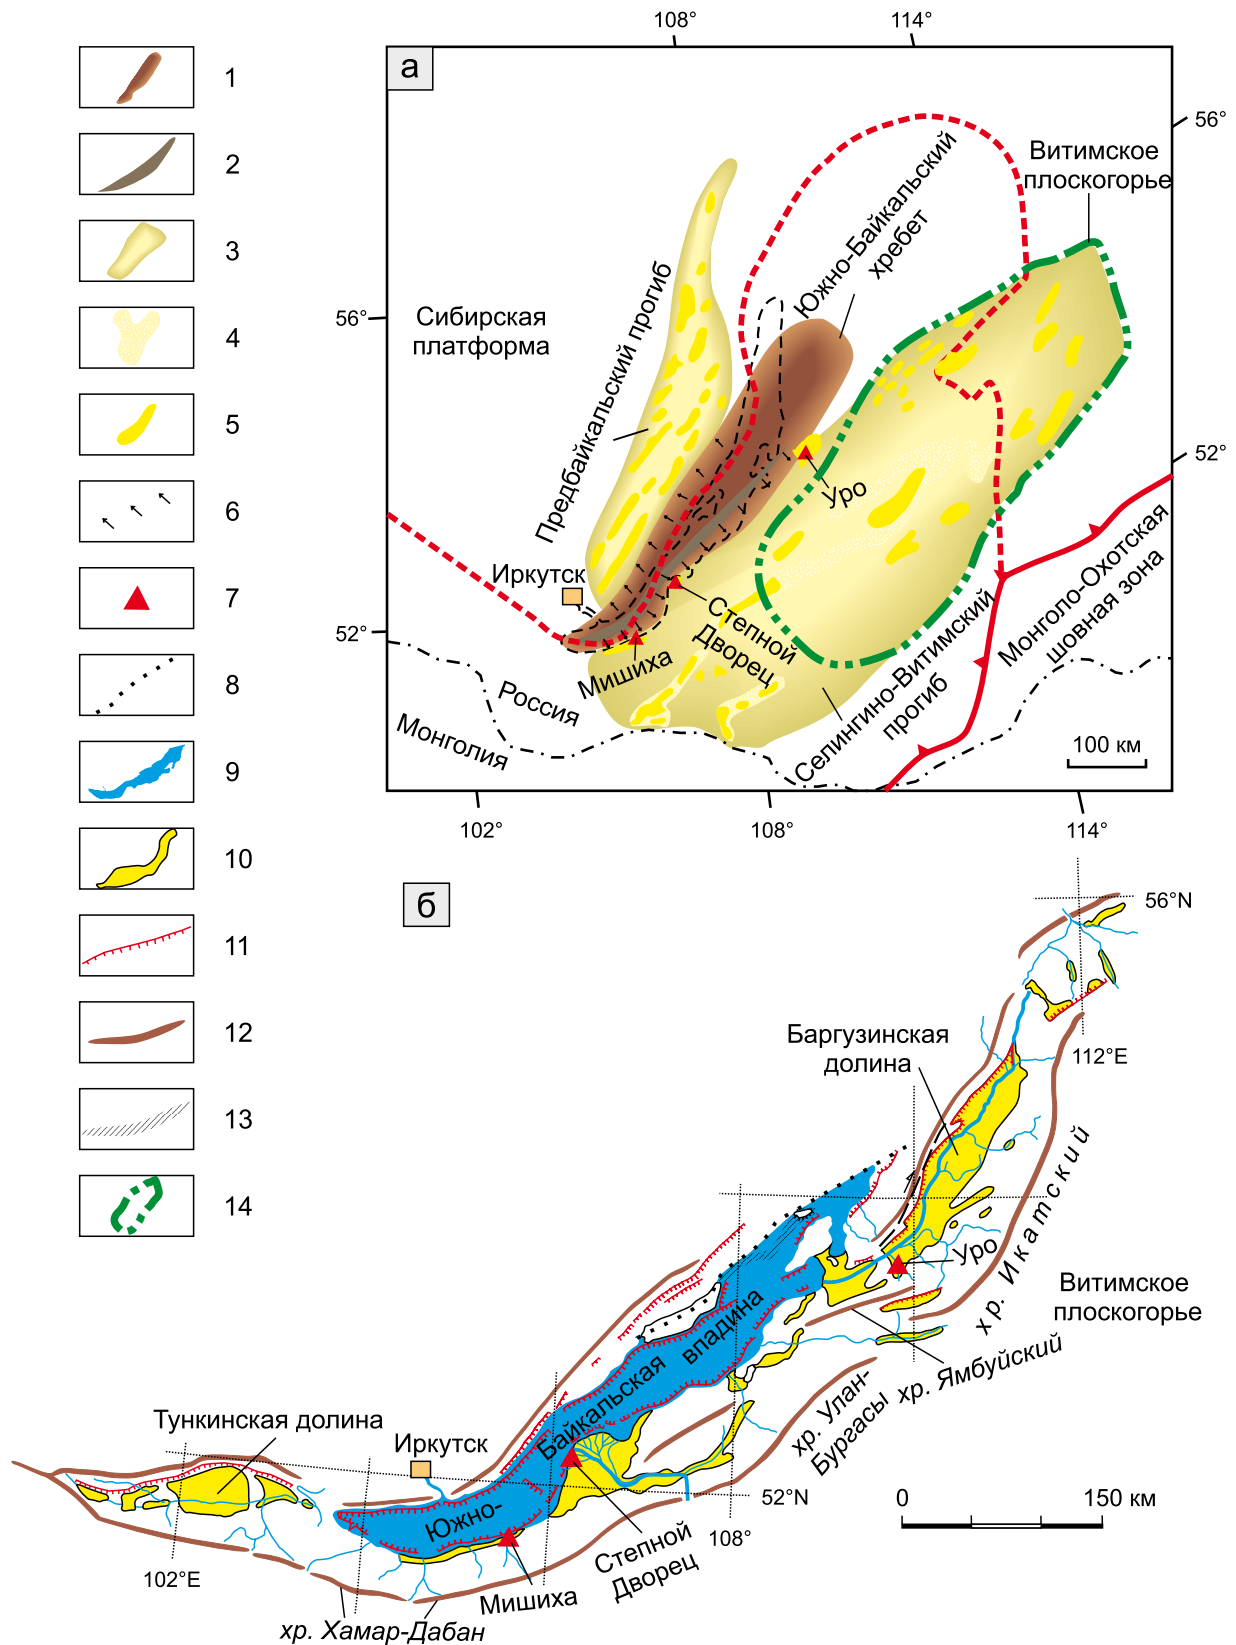 1
2
3
4
5
6
7
8
9
10
11
12
13
14
а
108°
114°
56°
52°
56°
52°
102°
108°
114°
Витимское
плоскогорье
Южно-Байкальский
хребет
Сибирская
платформа
Предбайкальский прогиб
Уро
Иркутск
Степной
Дворец
Мишиха
Россия
Монголия
Селингино-Витимский
прогиб
Монголо-Охотская
шовная зона
100 км
б
56°N
112°E
Баргузинская
долина
хр. Икатский
Уро
Витимское
плоскогорье
хр. Ямбуйский
хр. Улан-
Бургасы
Южно-
Байкальская впадина
Тункинская долина
Иркутск
52°N
108°
102°E
Степной
Дворец
Мишиха
хр. Хамар-Дабан
0 150 км